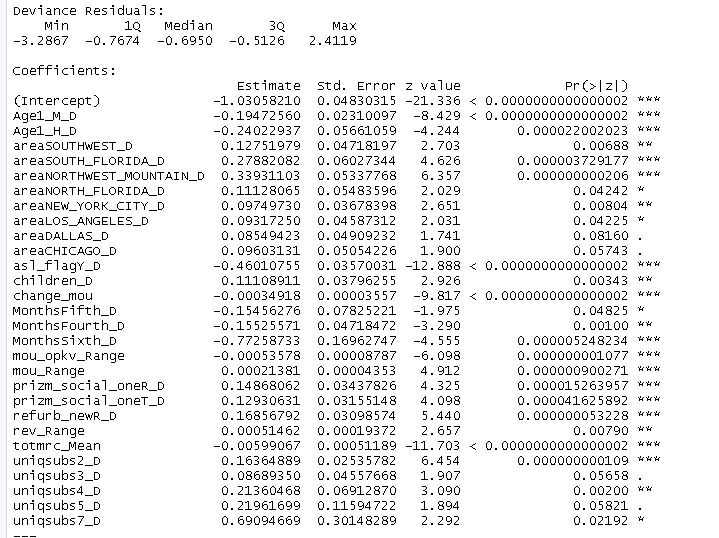 Deviance Residuals:
Min 1Q Median 3Q Max
-3.2867 -0.7674 -0.6950 -0.5126 2.4119
Coefficients:
Estimate Std. Error z value Pr(>|z|)
(Intercept) -1.03058210 0.04830315 -21.336 < 0.0000000000000002 ***
Age1_M_D -0.19472560 0.02310097 -8.429 < 0.0000000000000002 ***
Age1_H_D -0.24022937 0.05661059 -4.244 0.000022002023 ***
areaSOUTHWEST_D 0.12751979 0.04718197 2.703 0.00688 **
areaSOUTH_FLORIDA_D 0.27882082 0.06027344 4.626 0.000003729177 ***
areaNORTHWEST_MOUNTAIN_D 0.33931103 0.05337768 6.357 0.000000000206 ***
areaNORTH_FLORIDA_D 0.11128065 0.05483596 2.029 0.04242 *
areaNEW_YORK_CITY_D 0.09749730 0.03678398 2.651 0.00804 **
areaLOS_ANGELES_D 0.09317250 0.04587312 2.031 0.04225 *
areaDALLAS_D 0.08549423 0.04909232 1.741 0.08160 .
areaCHICAGO_D 0.09603131 0.05054226 1.900 0.05743 .
asl_flagY_D -0.46010755 0.03570031 -12.888 < 0.0000000000000002 ***
children_D 0.11108911 0.03796255 2.926 0.00343 **
change_mou -0.00034918 0.00003557 -9.817 < 0.0000000000000002 ***
MonthsFifth_D -0.15456276 0.07825221 -1.975 0.04825 *
MonthsFourth_D -0.15525571 0.04718472 -3.290 0.00100 **
MonthsSixth_D -0.77258733 0.16962747 -4.555 0.000005248234 ***
mou_opkv_Range -0.00053578 0.00008787 -6.098 0.000000001077 ***
mou_Range 0.00021381 0.00004353 4.912 0.000000900271 ***
prizm_social_oneR_D 0.14868062 0.03437826 4.325 0.000015263957 ***
prizm_social_oneT_D 0.12930631 0.03155148 4.098 0.000041625892 ***
refurb_newR_D 0.16856792 0.03098574 5.440 0.000000053228 ***
rev_Range 0.00051462 0.00019372 2.657 0.00790 **
totmrc_Mean -0.00599067 0.00051189 -11.703 < 0.0000000000000002 ***
uniqsubs2_D 0.16364889 0.02535782 6.454 0.000000000109 ***
uniqsubs3_D 0.08689350 0.04557668 1.907 0.05658 .
uniqsubs4_D 0.21360468 0.06912870 3.090 0.00200 **
uniqsubs5_D 0.21961699 0.11594722 1.894 0.05821 .
uniqsubs7_D 0.69094669 0.30148289 2.292 0.02192 *
---